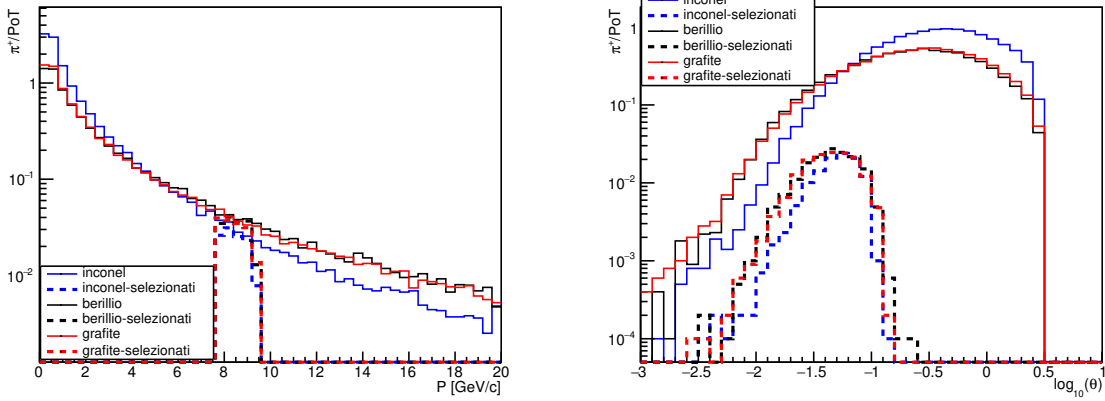 π⁺/PoT
1
10⁻¹
10⁻²
inconel
inconel-selezionati
berillio
berillio-selezionati
grafite
grafite-selezionati
0 2 4 6 8 10 12 14 16 18 20
P [GeV/c]
π⁺/PoT
1
10⁻¹
10⁻²
10⁻³
10⁻⁴
inconel
inconel-selezionati
berillio
berillio-selezionati
grafite
grafite-selezionati
−3 −2.5 −2 −1.5 −1 −0.5 0 0.5 1
log₁₀(θ)